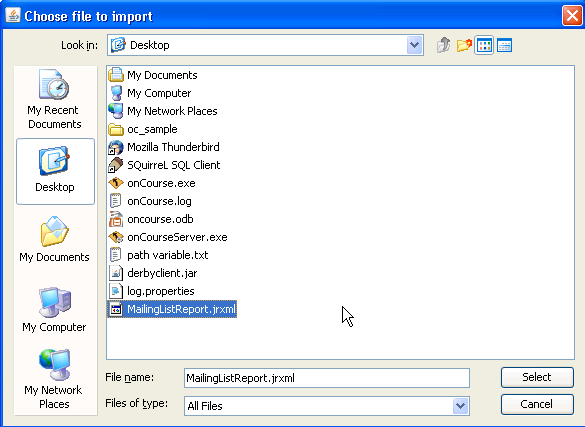 Choose file to import
Look in:
Desktop
My Recent
Documents
Desktop
My Documents
My Computer
My Network
Places
My Documents
My Computer
My Network Places
oc_sample
Mozilla Thunderbird
SQuirreL SQL Client
onCourse.exe
onCourse.log
oncourse.odb
onCourseServer.exe
path variable.txt
derbyclient.jar
log.properties
MailingListReport.jrxml
File name:
MailingListReport.jrxml
Select
Files of type:
All Files
Cancel